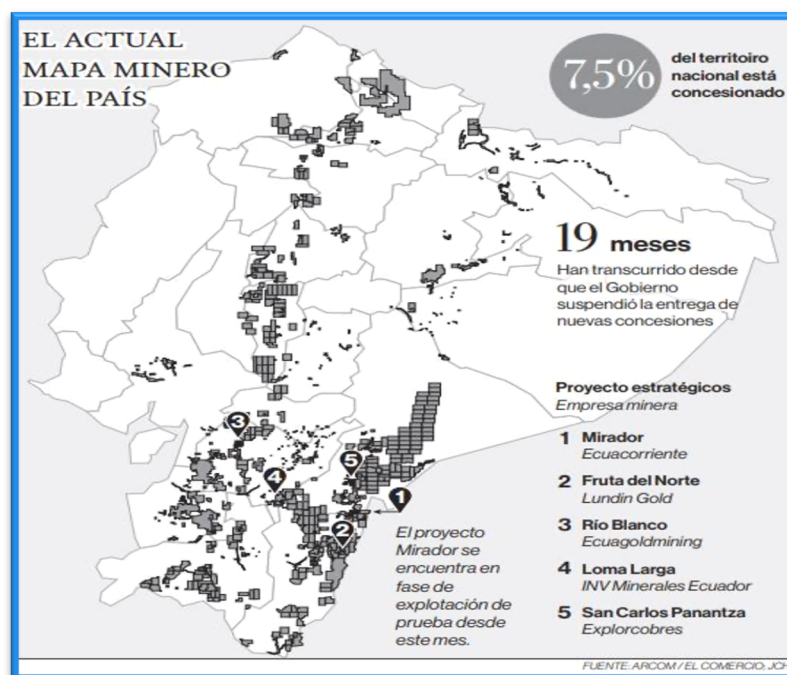 EL ACTUAL
MAPA MINERO
DEL PAÍS
7,5%
del territoiro
nacional está
concesionado
19 meses
Han transcurrido desde
que el Gobierno
suspendió la entrega de
nuevas concesiones
Proyecto estratégicos
Empresa minera
1 Mirador
Ecuacorriente
2 Fruta del Norte
Lundin Gold
3 Río Blanco
Ecuagoldmining
4 Loma Larga
INV Minerales Ecuador
5 San Carlos Panantza
Explorcobres
3
5
4
1
2
El proyecto
Mirador se
encuentra en
fase de
explotación de
prueba desde
este mes.
FUENTE: ARCOM / EL COMERCIO; JCH